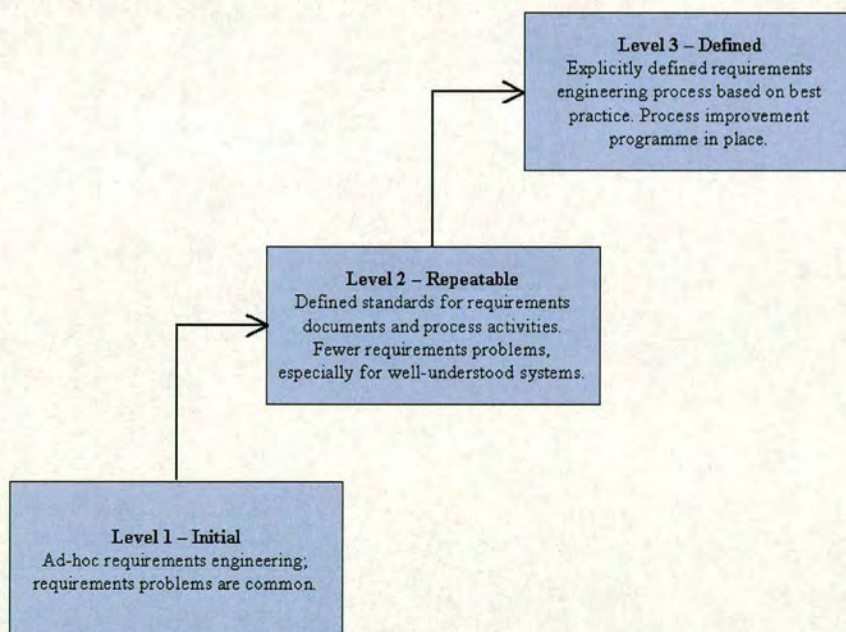 Level 3 – Defined
Explicitly defined requirements
engineering process based on best
practice. Process improvement
programme in place.
Level 2 – Repeatable
Defined standards for requirements
documents and process activities.
Fewer requirements problems,
especially for well-understood systems.
Level 1 – Initial
Ad-hoc requirements engineering;
requirements problems are common.